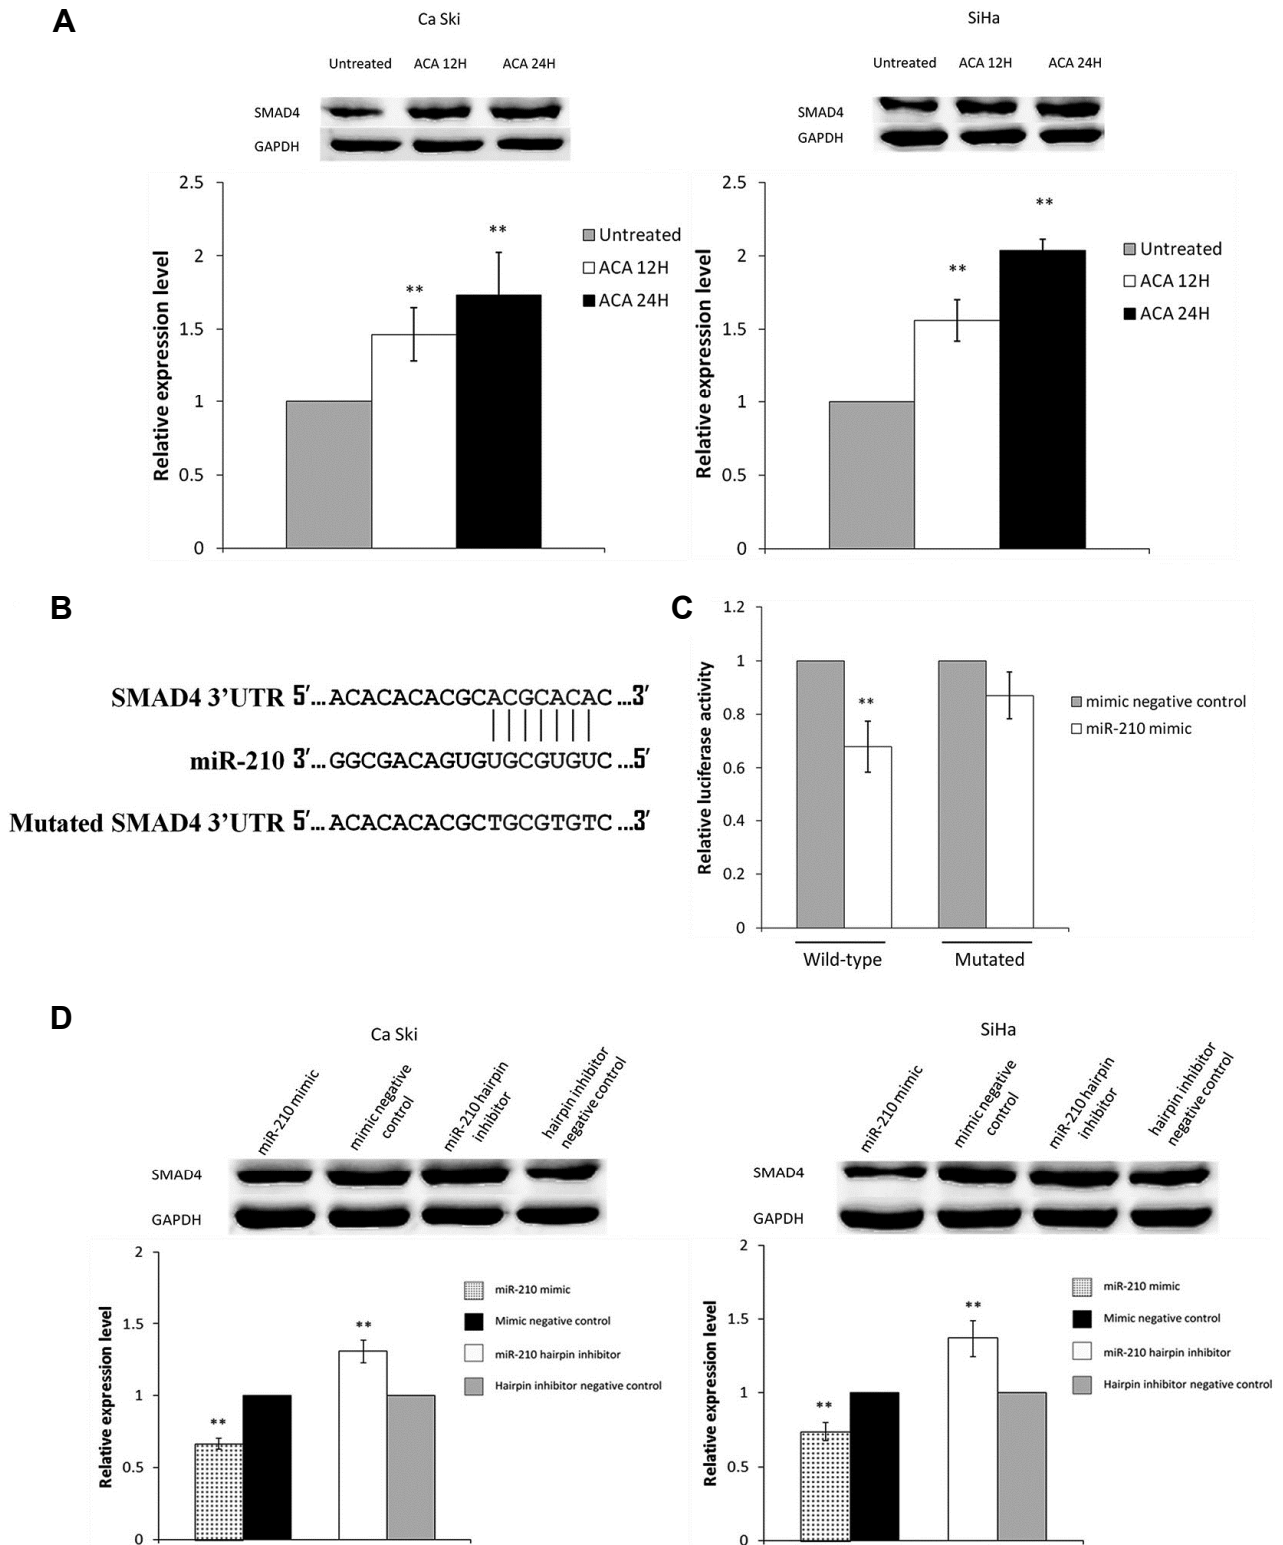 A
Ca Ski
SiHa
Untreated ACA 12H ACA 24H
Untreated ACA 12H ACA 24H
SMAD4
GAPDH
SMAD4
GAPDH
Relative expression level
2.5
2
1.5
1
0.5
0
**
**
Untreated
ACA 12H
ACA 24H
Relative expression level
2.5
2
1.5
1
0.5
0
**
**
Untreated
ACA 12H
ACA 24H
B
SMAD4 3’UTR 5′... ACACACACGCACGCACAC ...3′
miR-210 3′... GGCGACAGUGUGCGUGUC ...5′
Mutated SMAD4 3’UTR 5′... ACACACACGCTGCGTGTC ...3′
C
Relative luciferase activity
1.2
1
0.8
0.6
0.4
0.2
0
**
mimic negative control
miR-210 mimic
Wild-type
Mutated
D
Ca Ski
miR-210 mimic
mimic negative
control
miR-210 hairpin
inhibitor
hairpin inhibitor
negative control
SMAD4
GAPDH
Relative expression level
2
1.5
1
0.5
0
**
**
miR-210 mimic
Mimic negative control
miR-210 hairpin inhibitor
Hairpin inhibitor negative control
SiHa
miR-210 mimic
mimic negative
control
miR-210 hairpin
inhibitor
hairpin inhibitor
negative control
SMAD4
GAPDH
Relative expression level
2
1.5
1
0.5
0
**
**
miR-210 mimic
Mimic negative control
miR-210 hairpin inhibitor
Hairpin inhibitor negative control